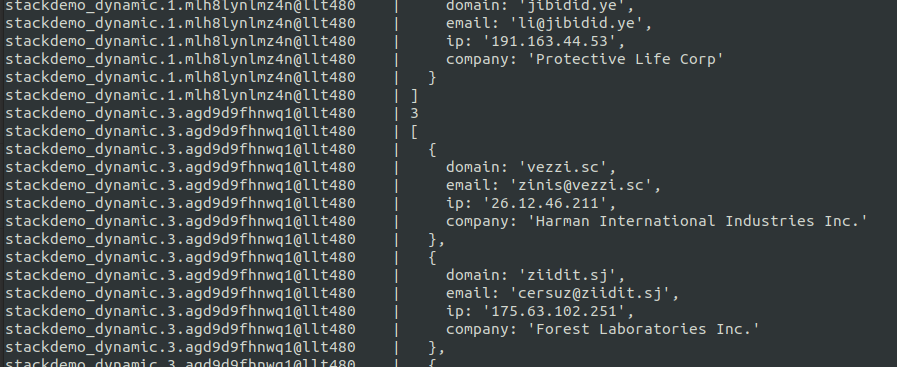 stackdemo_dynamic.1.mlh8lynlmz4n@llt480    |     domain: 'jibidid.ye',
stackdemo_dynamic.1.mlh8lynlmz4n@llt480    |     email: 'li@jibidid.ye',
stackdemo_dynamic.1.mlh8lynlmz4n@llt480    |     ip: '191.163.44.53',
stackdemo_dynamic.1.mlh8lynlmz4n@llt480    |     company: 'Protective Life Corp'
stackdemo_dynamic.1.mlh8lynlmz4n@llt480    |   }
stackdemo_dynamic.1.mlh8lynlmz4n@llt480    | ]
stackdemo_dynamic.3.agd9d9fhnwq1@llt480    | 3
stackdemo_dynamic.3.agd9d9fhnwq1@llt480    | [
stackdemo_dynamic.3.agd9d9fhnwq1@llt480    |   {
stackdemo_dynamic.3.agd9d9fhnwq1@llt480    |     domain: 'vezzi.sc',
stackdemo_dynamic.3.agd9d9fhnwq1@llt480    |     email: 'zinis@vezzi.sc',
stackdemo_dynamic.3.agd9d9fhnwq1@llt480    |     ip: '26.12.46.211',
stackdemo_dynamic.3.agd9d9fhnwq1@llt480    |     company: 'Harman International Industries Inc.'
stackdemo_dynamic.3.agd9d9fhnwq1@llt480    |   },
stackdemo_dynamic.3.agd9d9fhnwq1@llt480    |   {
stackdemo_dynamic.3.agd9d9fhnwq1@llt480    |     domain: 'ziidit.sj',
stackdemo_dynamic.3.agd9d9fhnwq1@llt480    |     email: 'cersuz@ziidit.sj',
stackdemo_dynamic.3.agd9d9fhnwq1@llt480    |     ip: '175.63.102.251',
stackdemo_dynamic.3.agd9d9fhnwq1@llt480    |     company: 'Forest Laboratories Inc.'
stackdemo_dynamic.3.agd9d9fhnwq1@llt480    |   },
stackdemo_dynamic.3.agd9d9fhnwq1@llt480    |   {